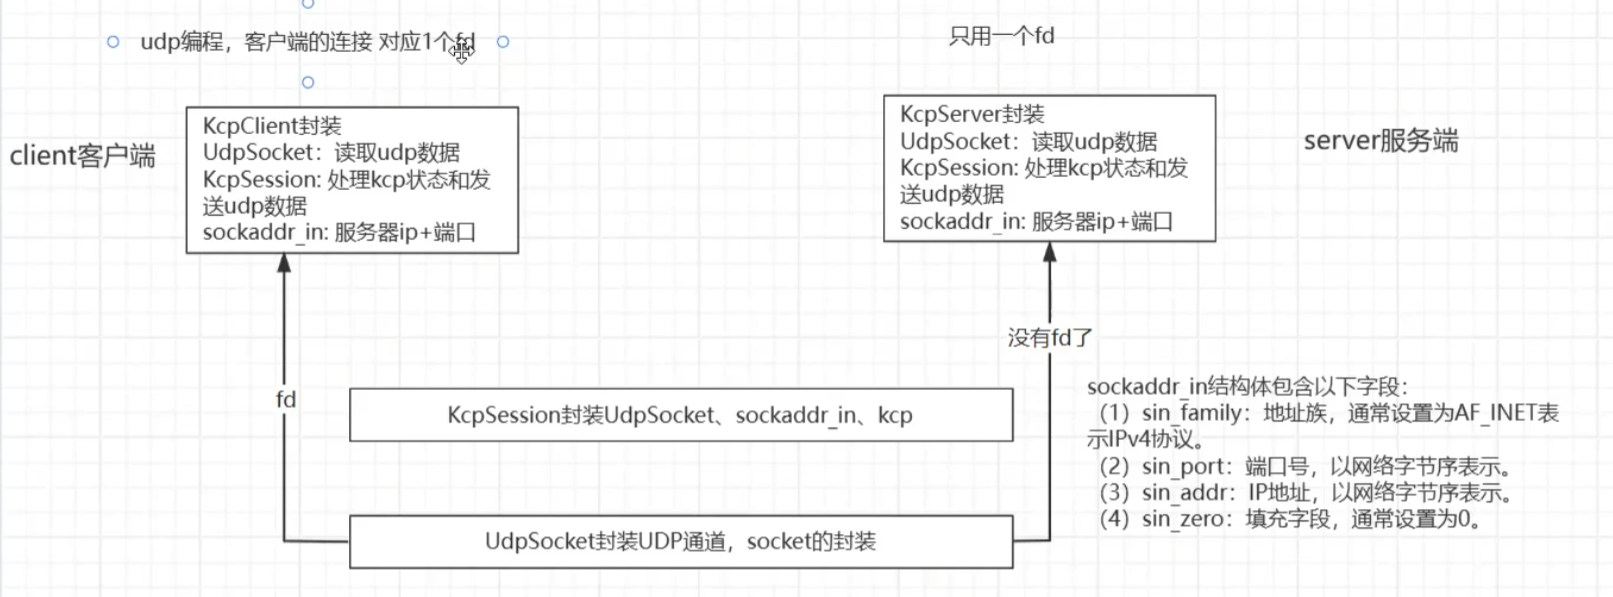 udp编程，客户端的连接 对应1个fd
只用一个fd
client客户端
KcpClient封装
UdpSocket：读取udp数据
KcpSession: 处理kcp状态和发
送udp数据
sockaddr_in: 服务器ip+端口
KcpServer封装
UdpSocket：读取udp数据
KcpSession: 处理kcp状态和发
送udp数据
sockaddr_in: 服务器ip+端口
server服务端
fd
没有fd了
KcpSession封装UdpSocket、sockaddr_in、kcp
UdpSocket封装UDP通道，socket的封装
sockaddr_in结构体包含以下字段：
（1）sin_family：地址族，通常设置为AF_INET表
示IPv4协议。
（2）sin_port：端口号，以网络字节序表示。
（3）sin_addr：IP地址，以网络字节序表示。
（4）sin_zero：填充字段，通常设置为0。